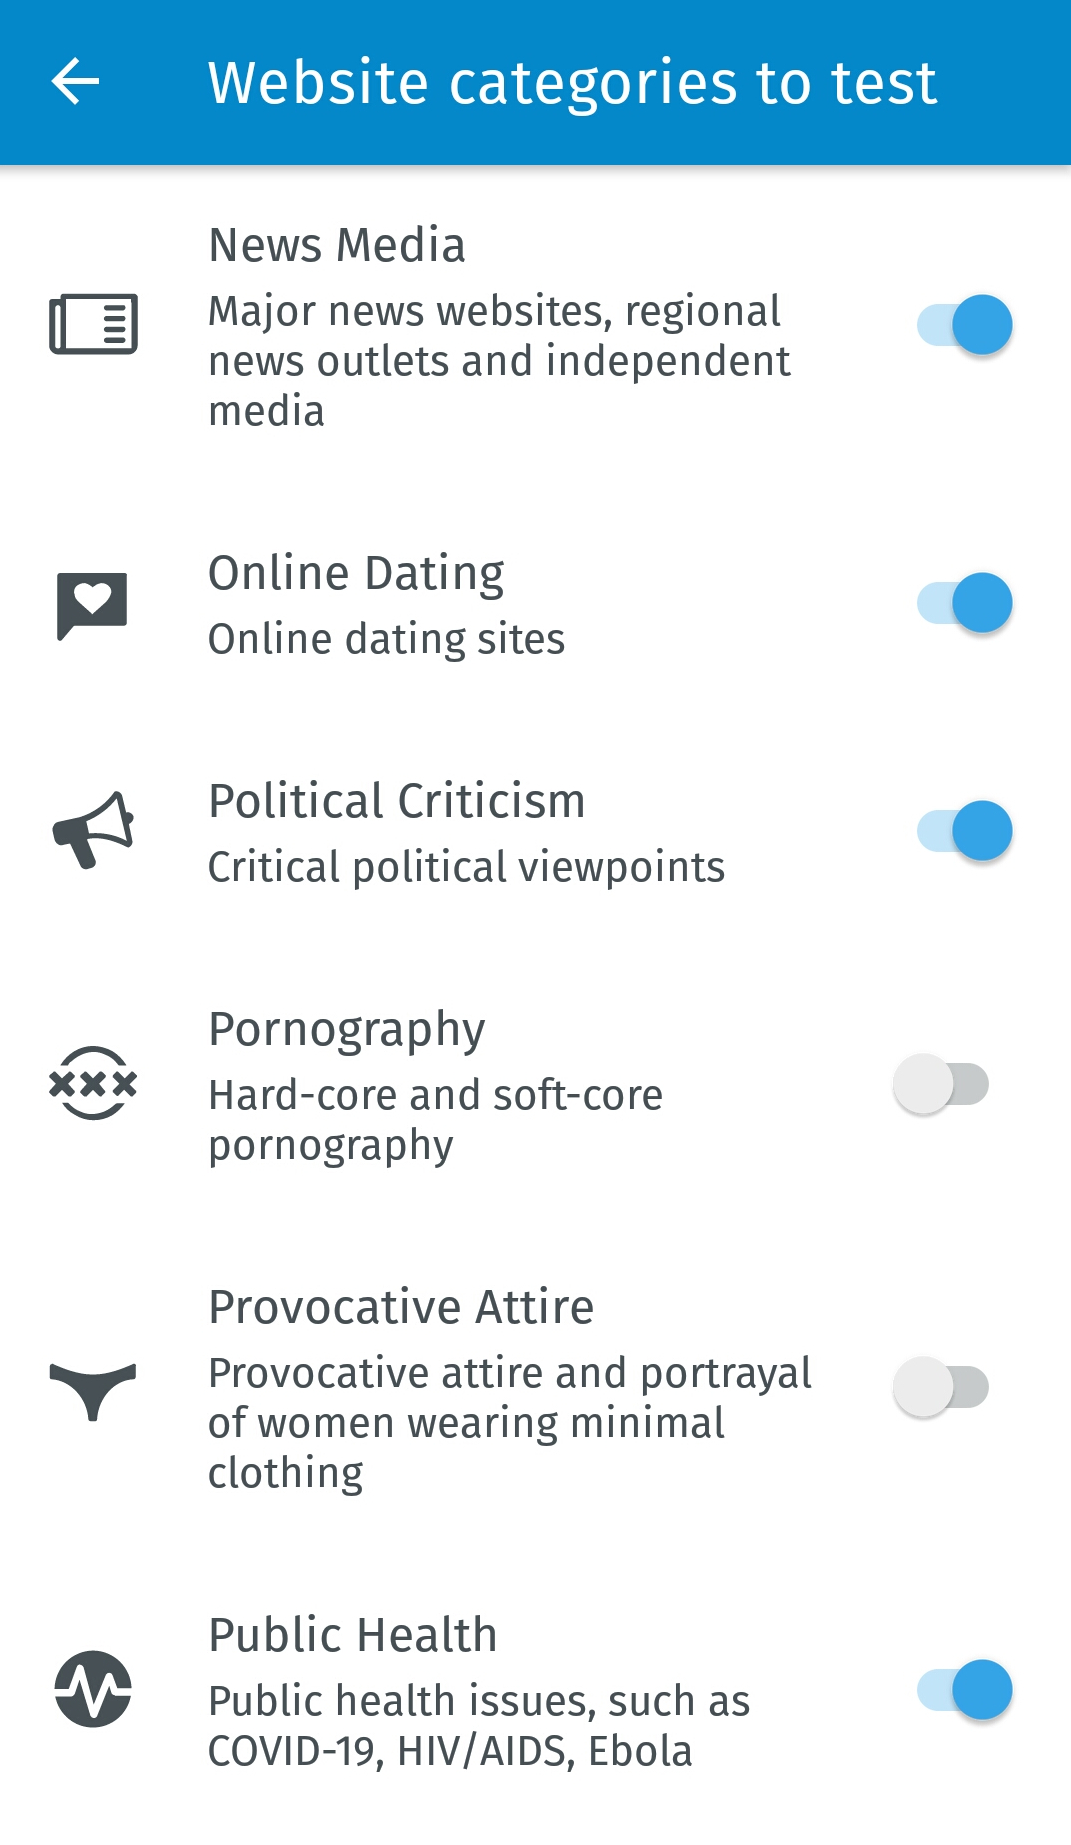 Website categories to test
News Media
Major news websites, regional
news outlets and independent
media
Online Dating
Online dating sites
Political Criticism
Critical political viewpoints
Pornography
Hard-core and soft-core
pornography
Provocative Attire
Provocative attire and portrayal
of women wearing minimal
clothing
Public Health
Public health issues, such as
COVID-19, HIV/AIDS, Ebola